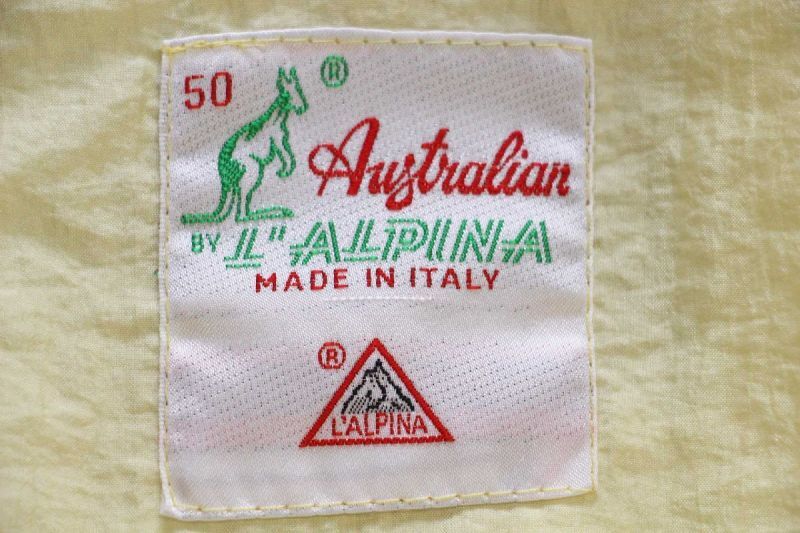 50 ®
Australian
BY L'ALPINA
MADE IN ITALY
®
L'ALPINA